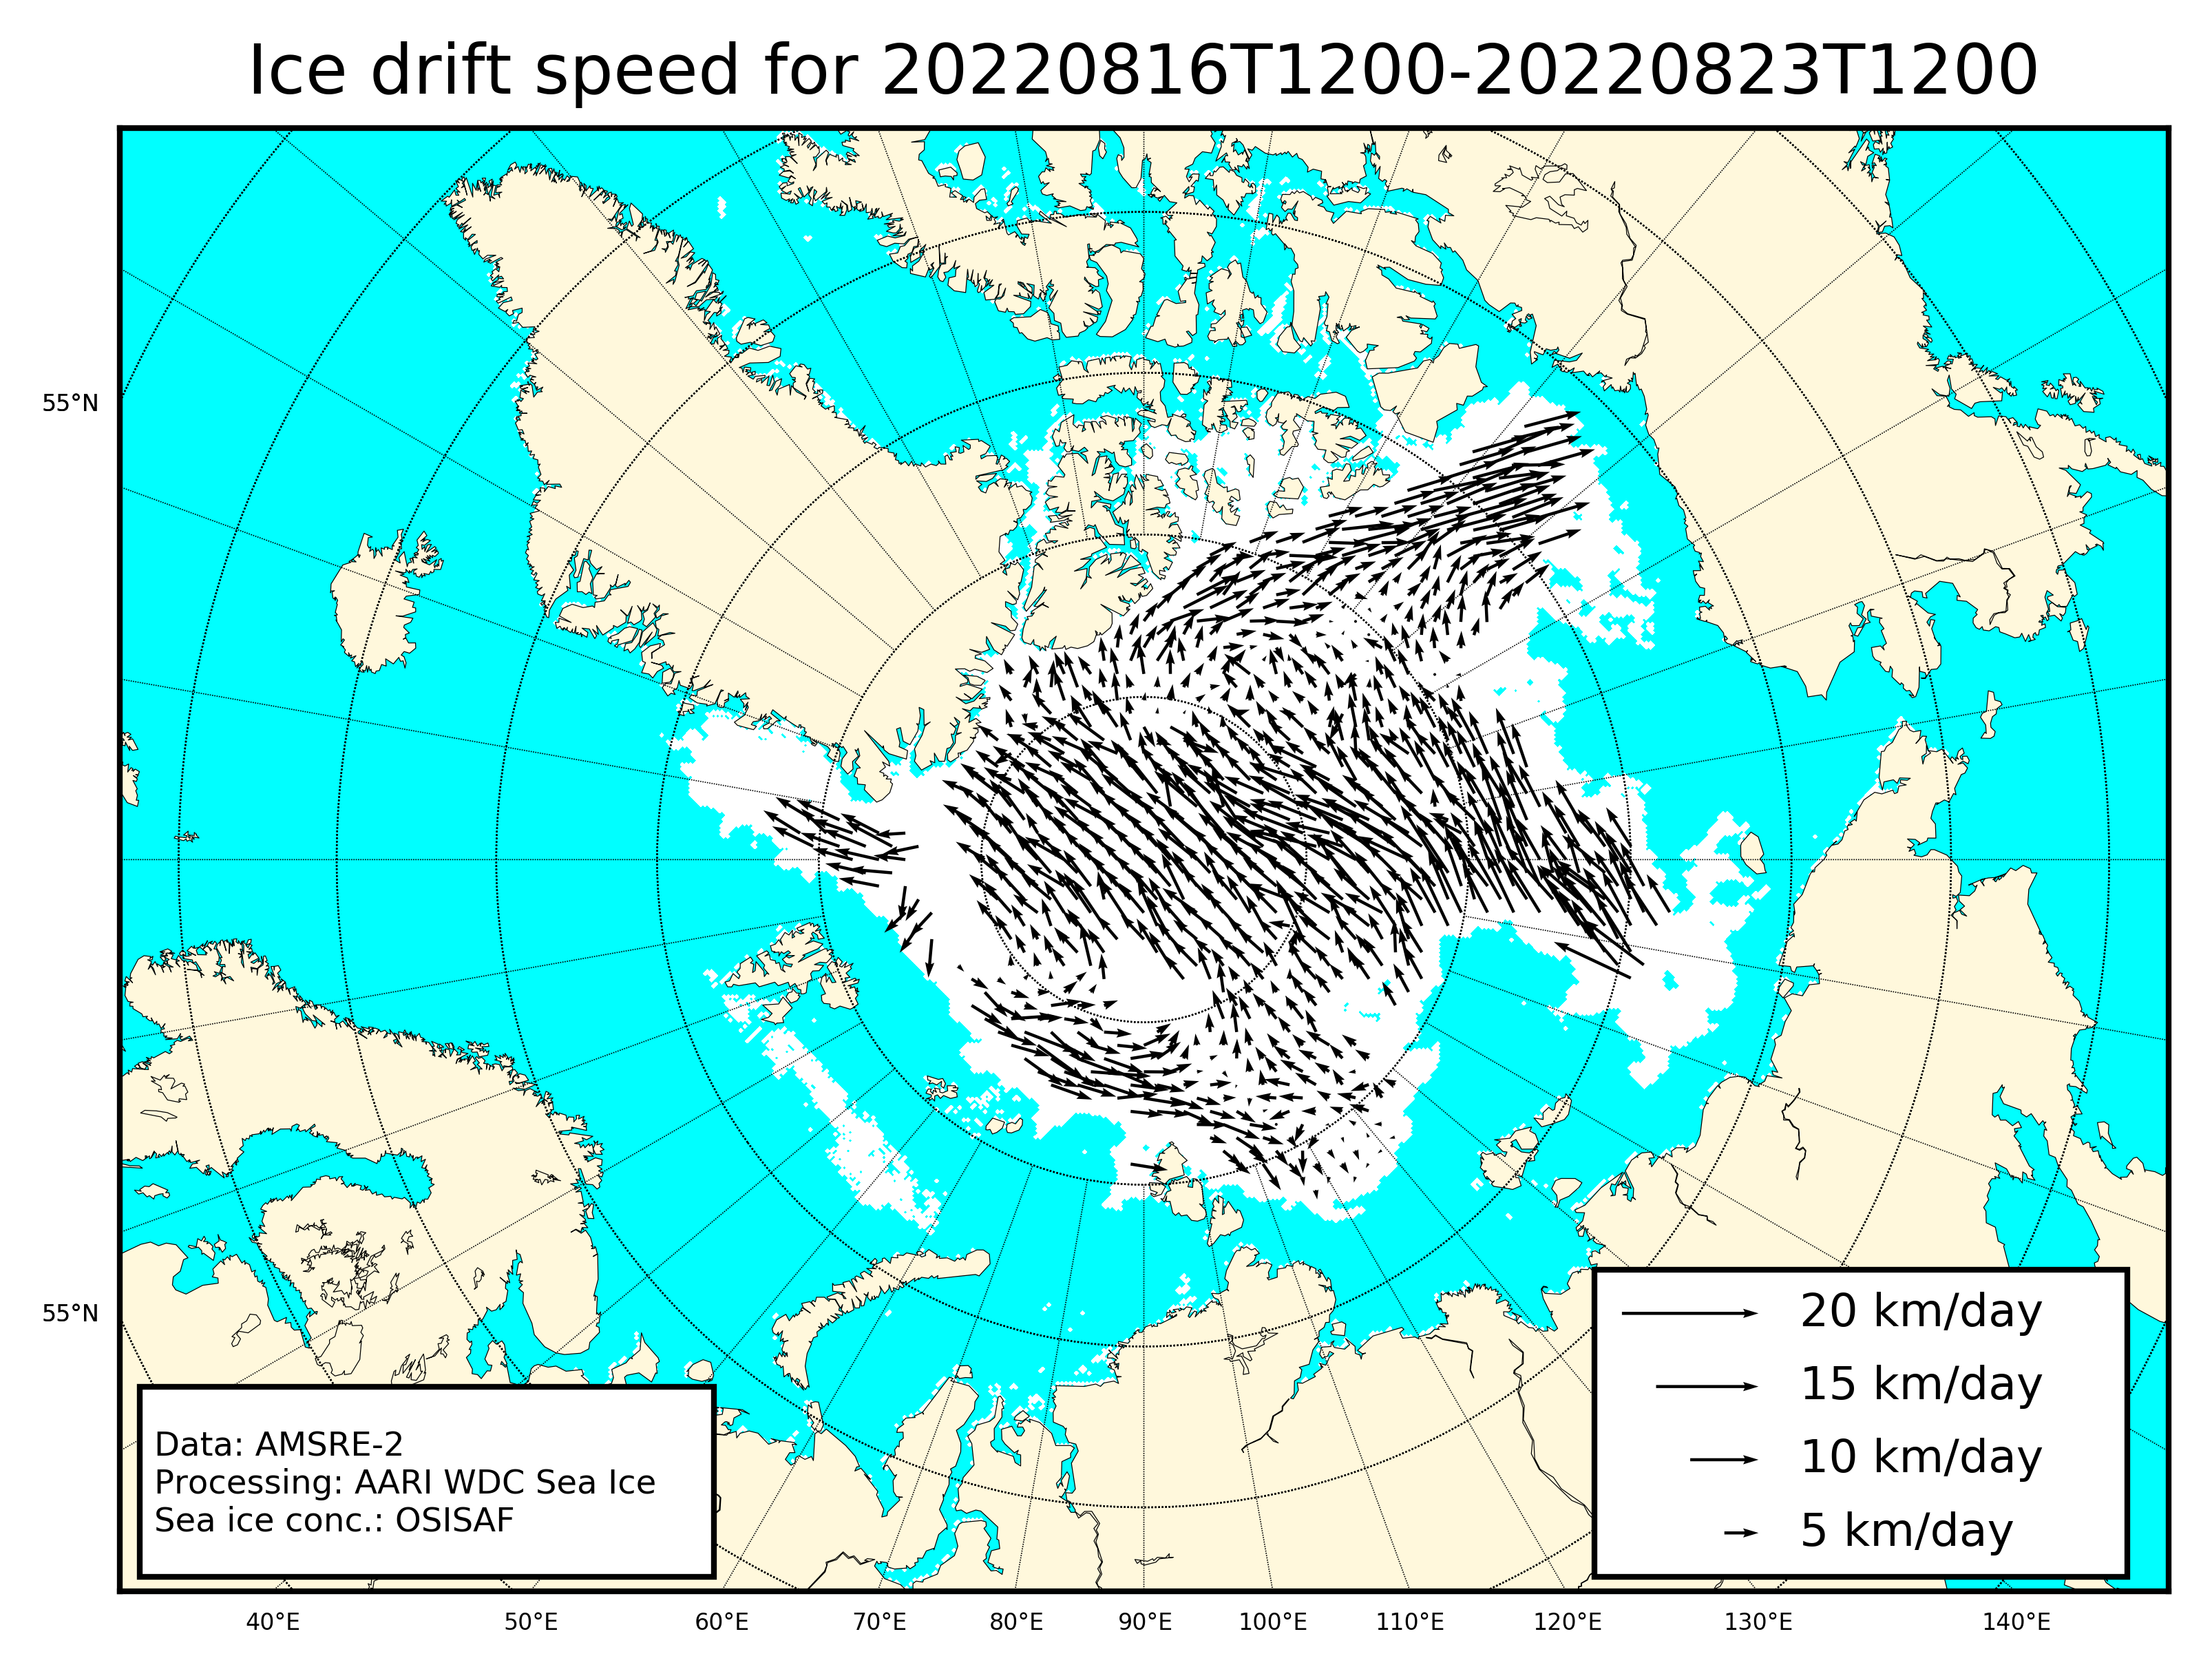 Ice drift speed for 20220816T1200-20220823T1200
55°N
55°N
20 km/day
15 km/day
10 km/day
5 km/day
Data: AMSRE-2
Processing: AARI WDC Sea Ice
Sea ice conc.: OSISAF
40°E 50°E 60°E 70°E 80°E 90°E 100°E 110°E 120°E 130°E 140°E